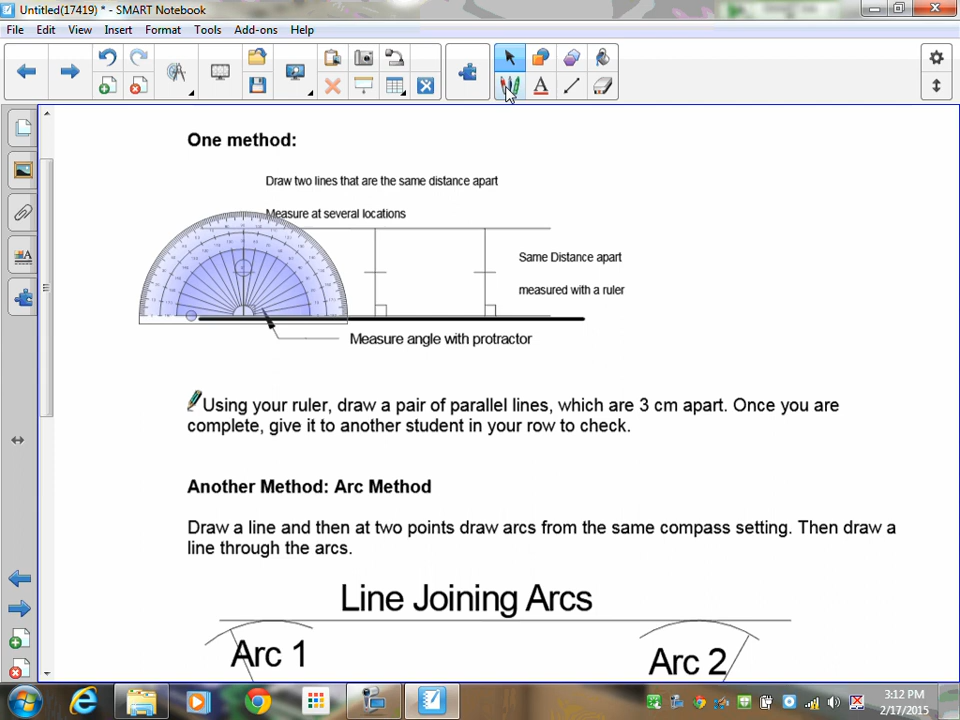 Untitled(17419) * - SMART Notebook
File Edit View Insert Format Tools Add-ons Help
One method:
Draw two lines that are the same distance apart
Measure at several locations
Same Distance apart
measured with a ruler
Measure angle with protractor
Using your ruler, draw a pair of parallel lines, which are 3 cm apart. Once you are
complete, give it to another student in your row to check.
Another Method: Arc Method
Draw a line and then at two points draw arcs from the same compass setting. Then draw a
line through the arcs.
Line Joining Arcs
Arc 1
Arc 2
3:12 PM
2/17/2015